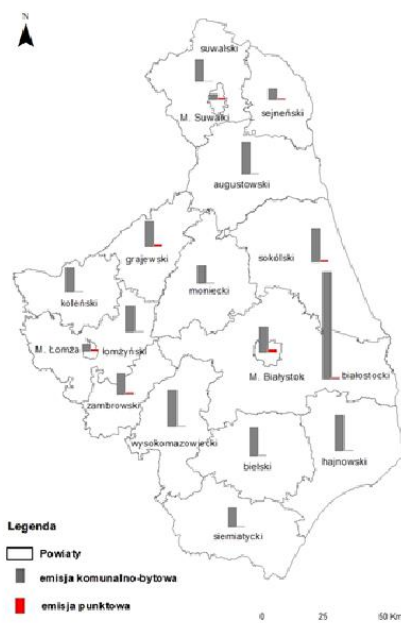 N
suwalski
M. Suwałki
sejneński
augustowski
grajewski
sokólski
koleński
moniecki
M. Łomża
łomżyński
M. Białystok
białostocki
zambrowski
wysokomazowiecki
bielski
hajnowski
siemiatycki
Legenda
Powiaty
emisja komunalno-bytowa
emisja punktowa
0 25 50 Km